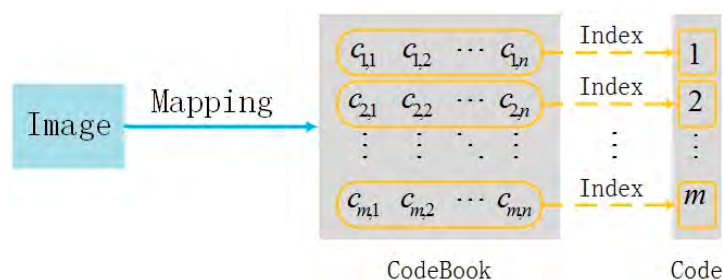 Image
Mapping
c₁,₁ c₁,₂ ⋯ c₁,ₙ Index 1
c₂,₁ c₂,₂ ⋯ c₂,ₙ Index 2
⋮ ⋮ ⋱ ⋮ ⋮ ⋮
cₘ,₁ cₘ,₂ ⋯ cₘ,ₙ Index m
CodeBook Code